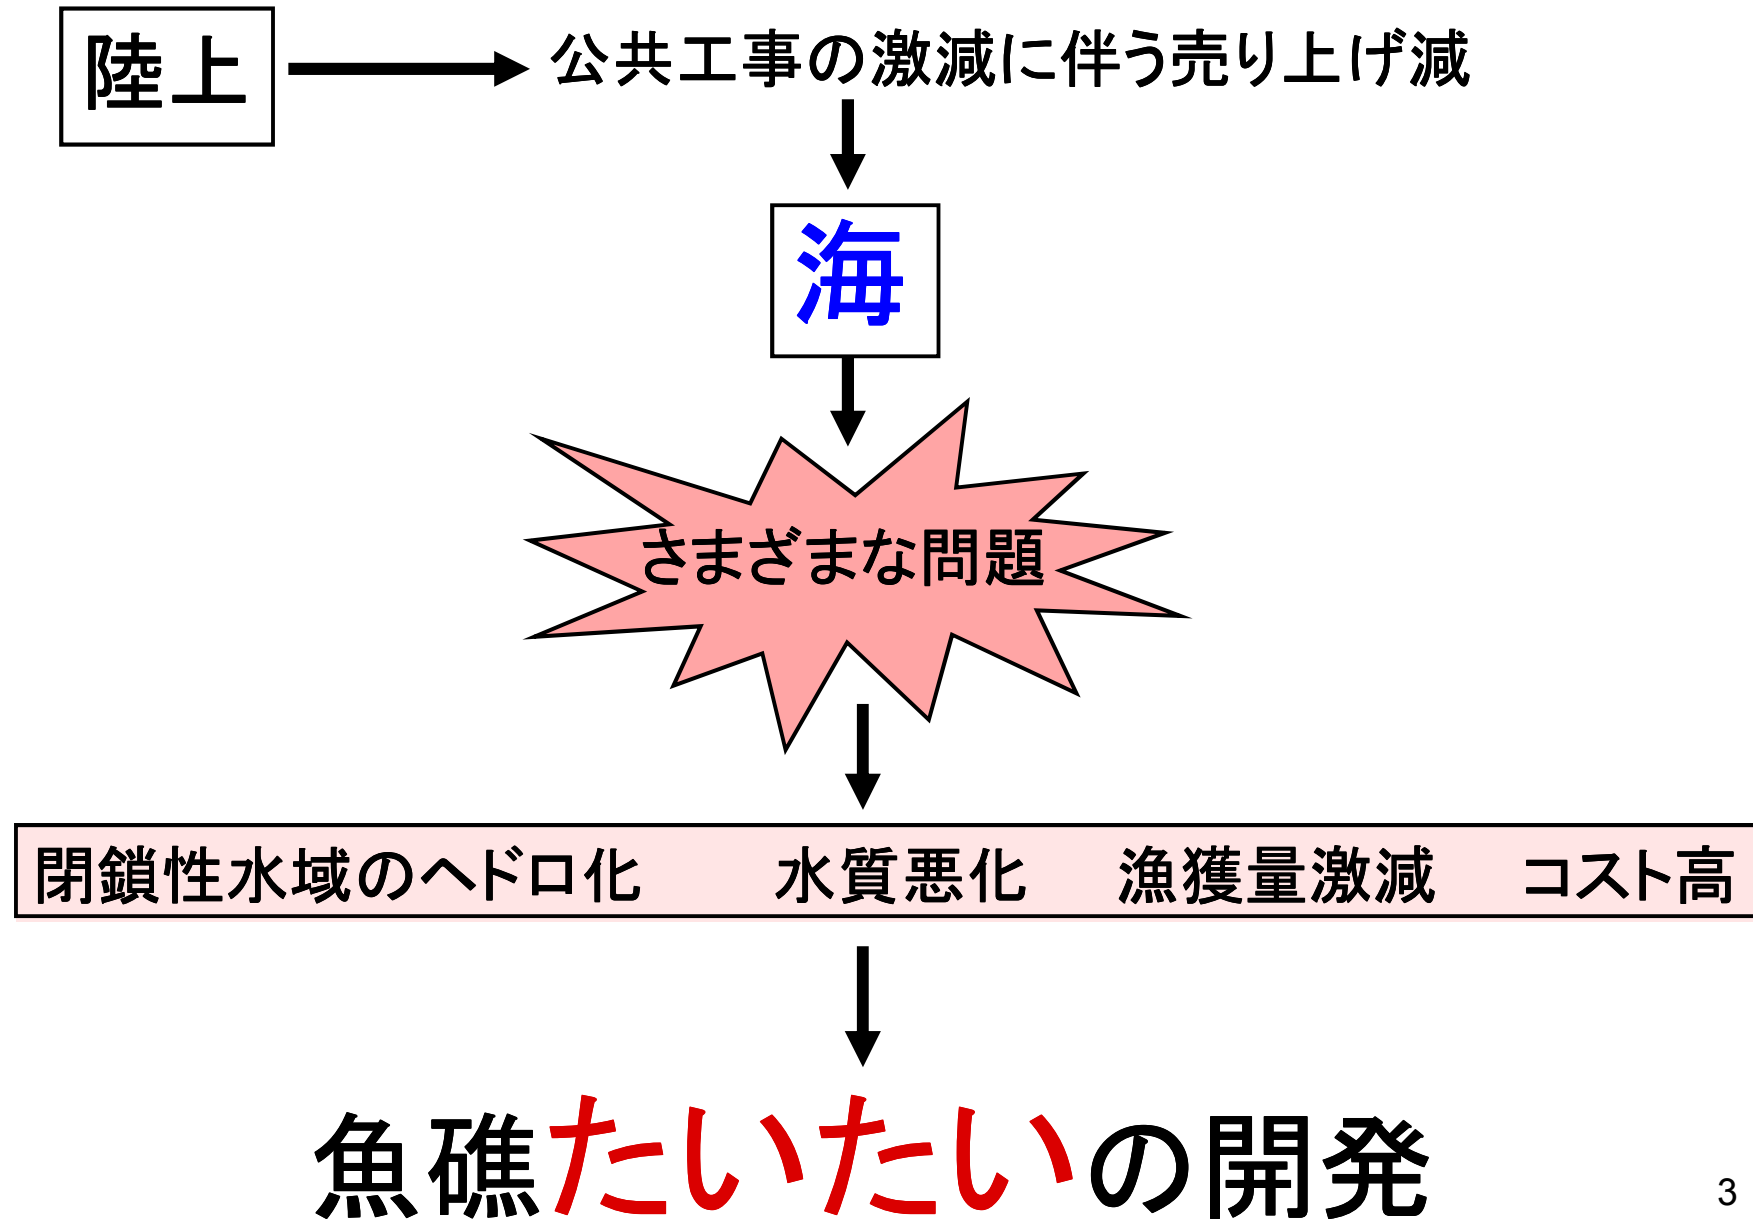 陸上
公共工事の激減に伴う売り上げ減
海
さまざまな問題
閉鎖性水域のヘドロ化 水質悪化 漁獲量激減 コスト高
魚礁たいたいの開発
3